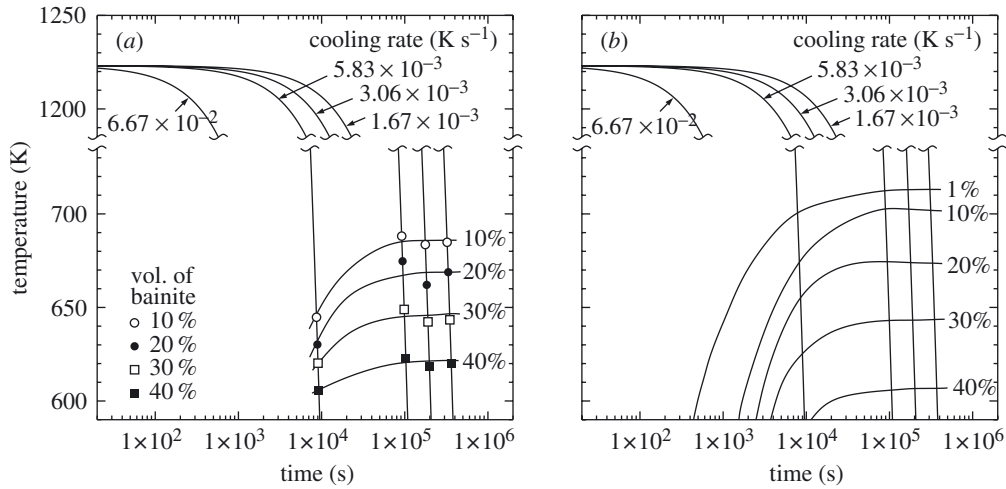 (a)
cooling rate (K s⁻¹)
5.83 × 10⁻³
3.06 × 10⁻³
1.67 × 10⁻³
6.67 × 10⁻²
1250
1200
700
650
600
temperature (K)
10%
20%
30%
40%
vol. of
bainite
10 %
20 %
30 %
40 %
1×10² 1×10³ 1×10⁴ 1×10⁵ 1×10⁶
time (s)
(b)
cooling rate (K s⁻¹)
5.83 × 10⁻³
3.06 × 10⁻³
1.67 × 10⁻³
6.67×10⁻²
1%
10%
20%
30%
40%
1×10² 1×10³ 1×10⁴ 1×10⁵ 1×10⁶
time (s)